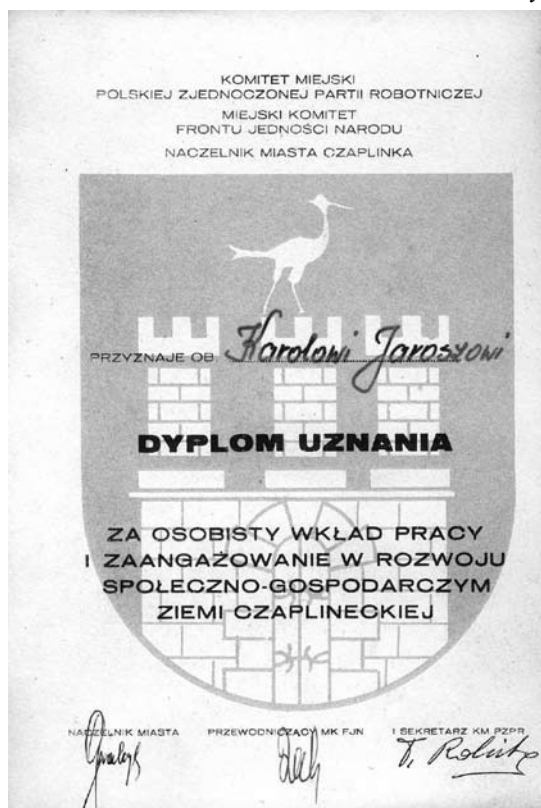 KOMITET MIEJSKI
POLSKIEJ ZJEDNOCZONEJ PARTII ROBOTNICZEJ
MIEJSKI KOMITET
FRONTU JEDNOŚCI NARODU
NACZELNIK MIASTA CZAPLINKA
PRZYZNAJE OB. Karolowi Jaroszowi
DYPLOM UZNANIA
ZA OSOBISTY WKŁAD PRACY
I ZAANGAŻOWANIE W ROZWOJU
SPOŁECZNO-GOSPODARCZYM
ZIEMI CZAPLINECKIEJ
NACZELNIK MIASTA PRZEWODNICZĄCY MK FJN I SEKRETARZ KM PZPR